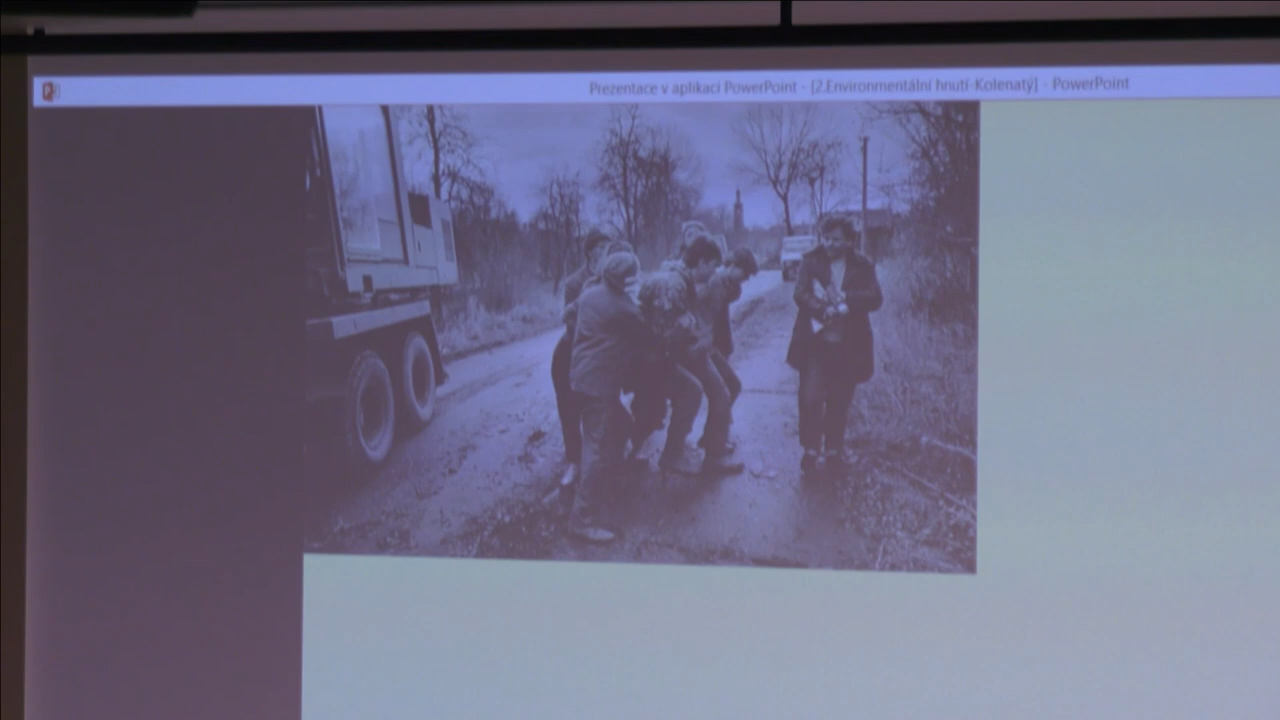 Prezentace v aplikaci PowerPoint - [2.Environmentální hnutí-Kolenatý] - PowerPoint